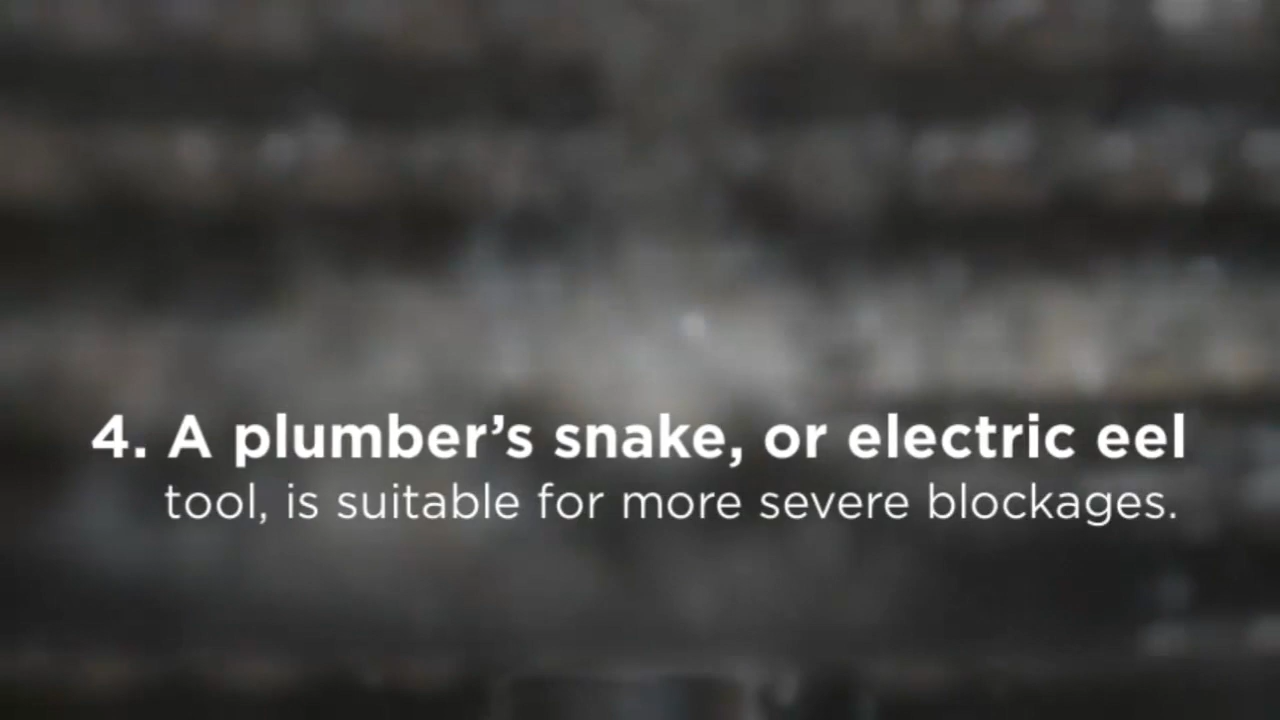 4. A plumber’s snake, or electric eel
tool, is suitable for more severe blockages.